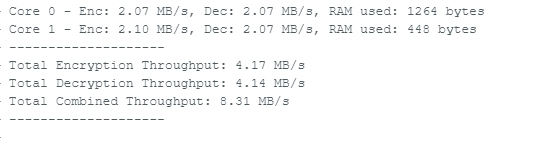 - Core 0 - Enc: 2.07 MB/s, Dec: 2.07 MB/s, RAM used: 1264 bytes
- Core 1 - Enc: 2.10 MB/s, Dec: 2.07 MB/s, RAM used: 448 bytes
- --------------------
- Total Encryption Throughput: 4.17 MB/s
- Total Decryption Throughput: 4.14 MB/s
- Total Combined Throughput: 8.31 MB/s
- --------------------
-